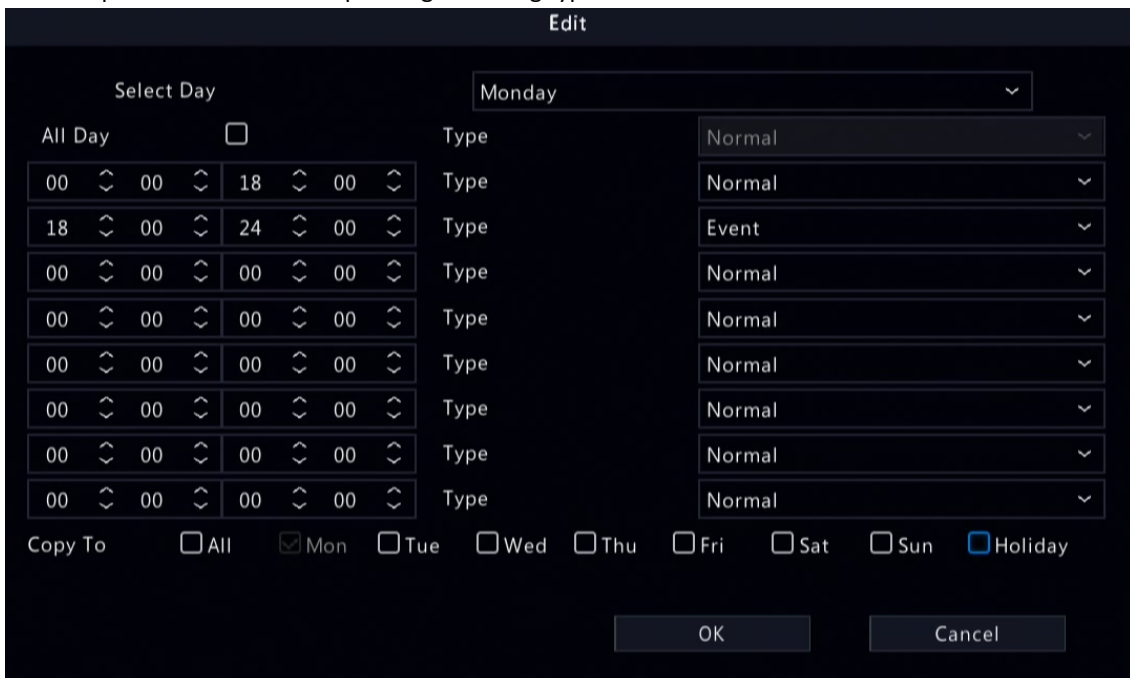 Edit
Select Day Monday
All Day Type Normal
00 00 18 00 Type Normal
18 00 24 00 Type Event
00 00 00 00 Type Normal
00 00 00 00 Type Normal
00 00 00 00 Type Normal
00 00 00 00 Type Normal
00 00 00 00 Type Normal
00 00 00 00 Type Normal
Copy To All Mon Tue Wed Thu Fri Sat Sun Holiday
OK Cancel